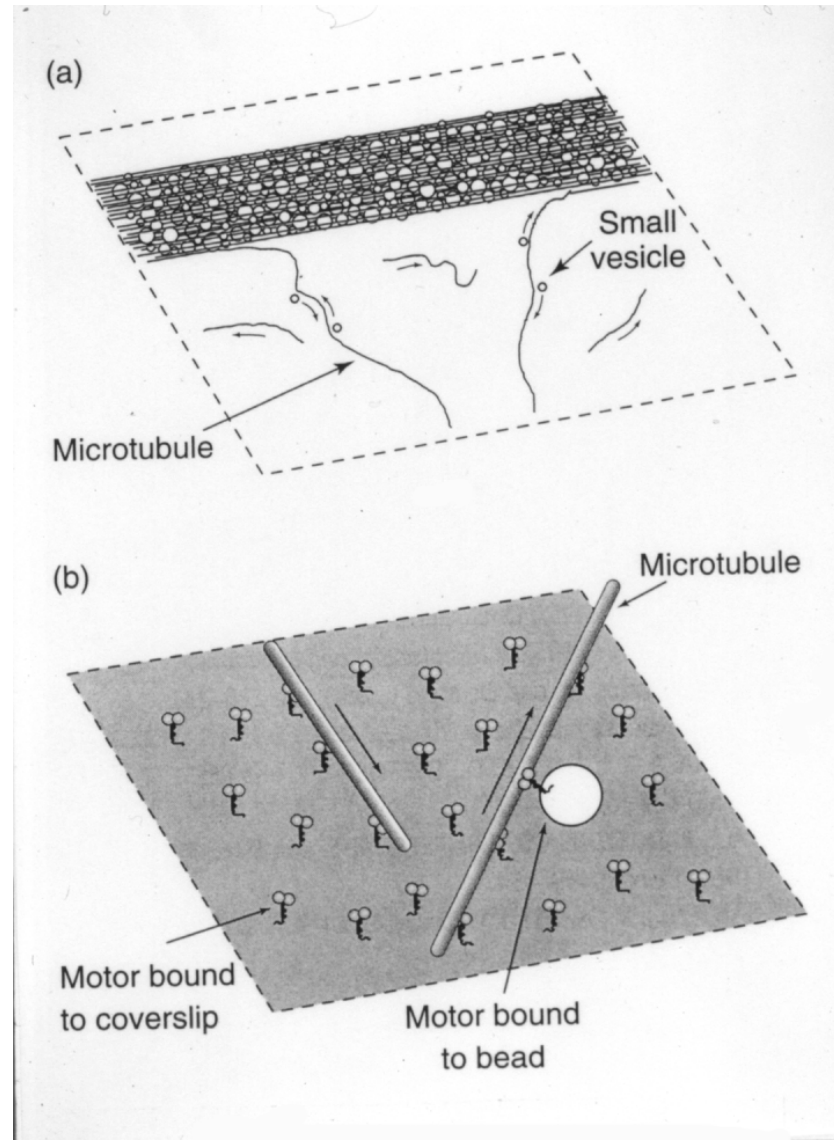 (a)
Small
vesicle
Microtubule
(b)
Microtubule
Motor bound
to coverslip
Motor bound
to bead